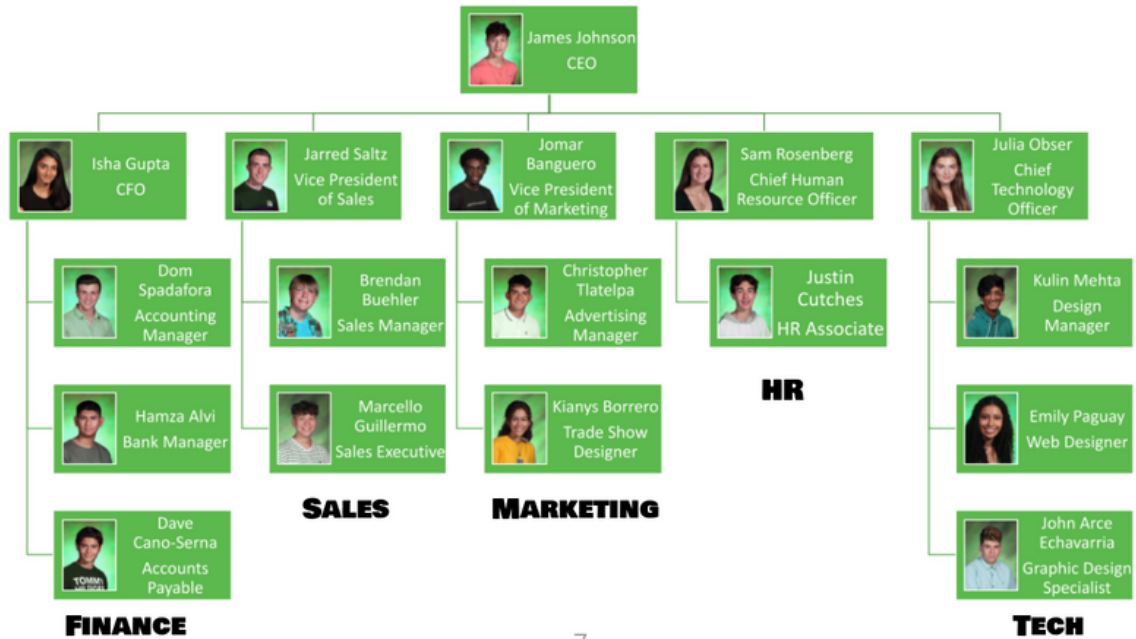 James Johnson
CEO
Isha Gupta
CFO
Jarred Saltz
Vice President
of Sales
Jomar
Banguero
Vice President
of Marketing
Sam Rosenberg
Chief Human
Resource Officer
Julia Obser
Chief
Technology
Officer
Dom
Spadafora
Accounting
Manager
Brendan
Buehler
Sales Manager
Christopher
Tlatelpa
Advertising
Manager
Justin
Cutches
HR Associate
Kulin Mehta
Design
Manager
HR
Hamza Alvi
Bank Manager
Marcello
Guillermo
Sales Executive
Kianys Borrero
Trade Show
Designer
Emily Paguay
Web Designer
SALES
MARKETING
Dave
Cano-Serna
Accounts
Payable
TOMMY
John Arce
Echavarria
Graphic Design
Specialist
FINANCE
TECH